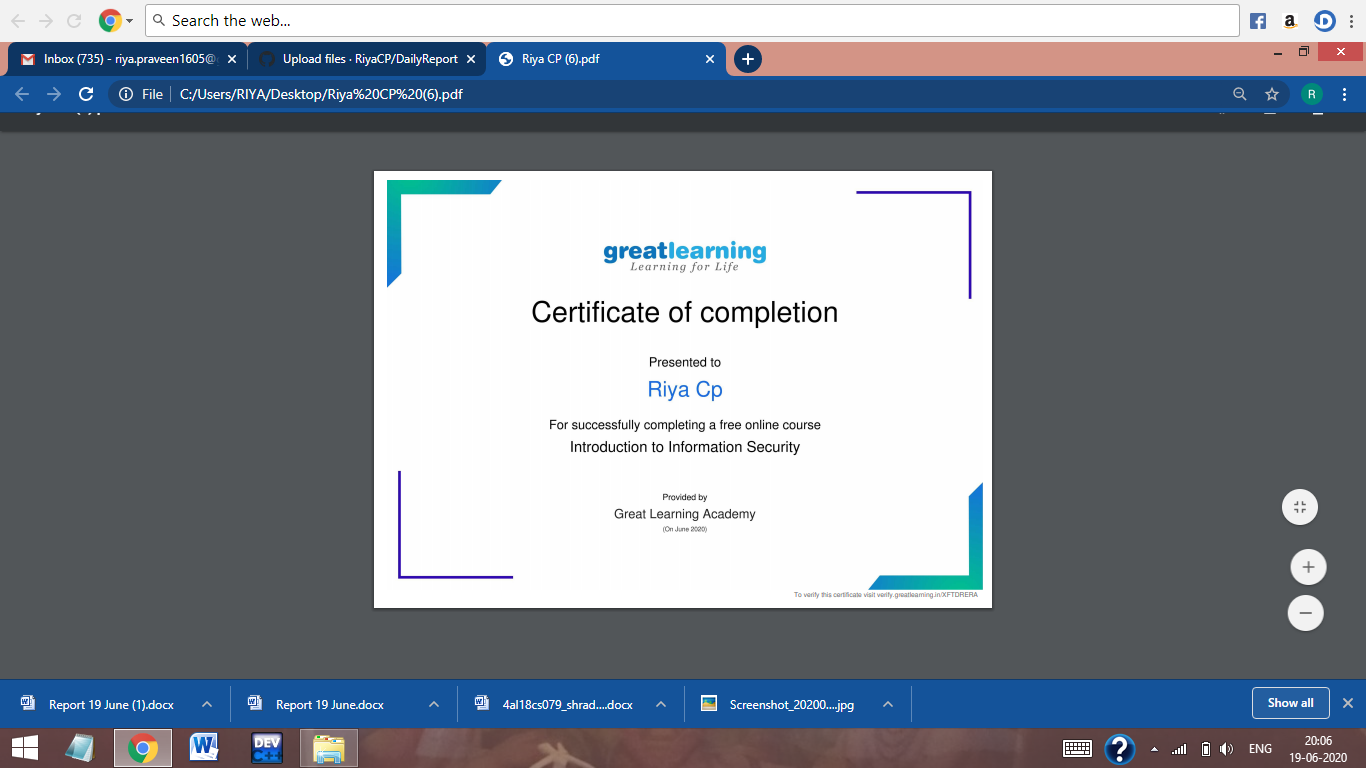 Search the web...
Inbox (735) - riya.praveen1605@
Upload files · RiyaCP/DailyReport
Riya CP (6).pdf
File
C:/Users/RIYA/Desktop/Riya%20CP%20(6).pdf
R
greatlearning
Learning for Life
Certificate of completion
Presented to
Riya Cp
For successfully completing a free online course
Introduction to Information Security
Provided by
Great Learning Academy
(On June 2020)
To verify this certificate visit verify.greatlearning.in/XFTDRERA
Report 19 June (1).docx
Report 19 June.docx
4al18cs079_shrad....docx
Screenshot_20200....jpg
Show all
DEV
C++
ENG
20:06
19-06-2020